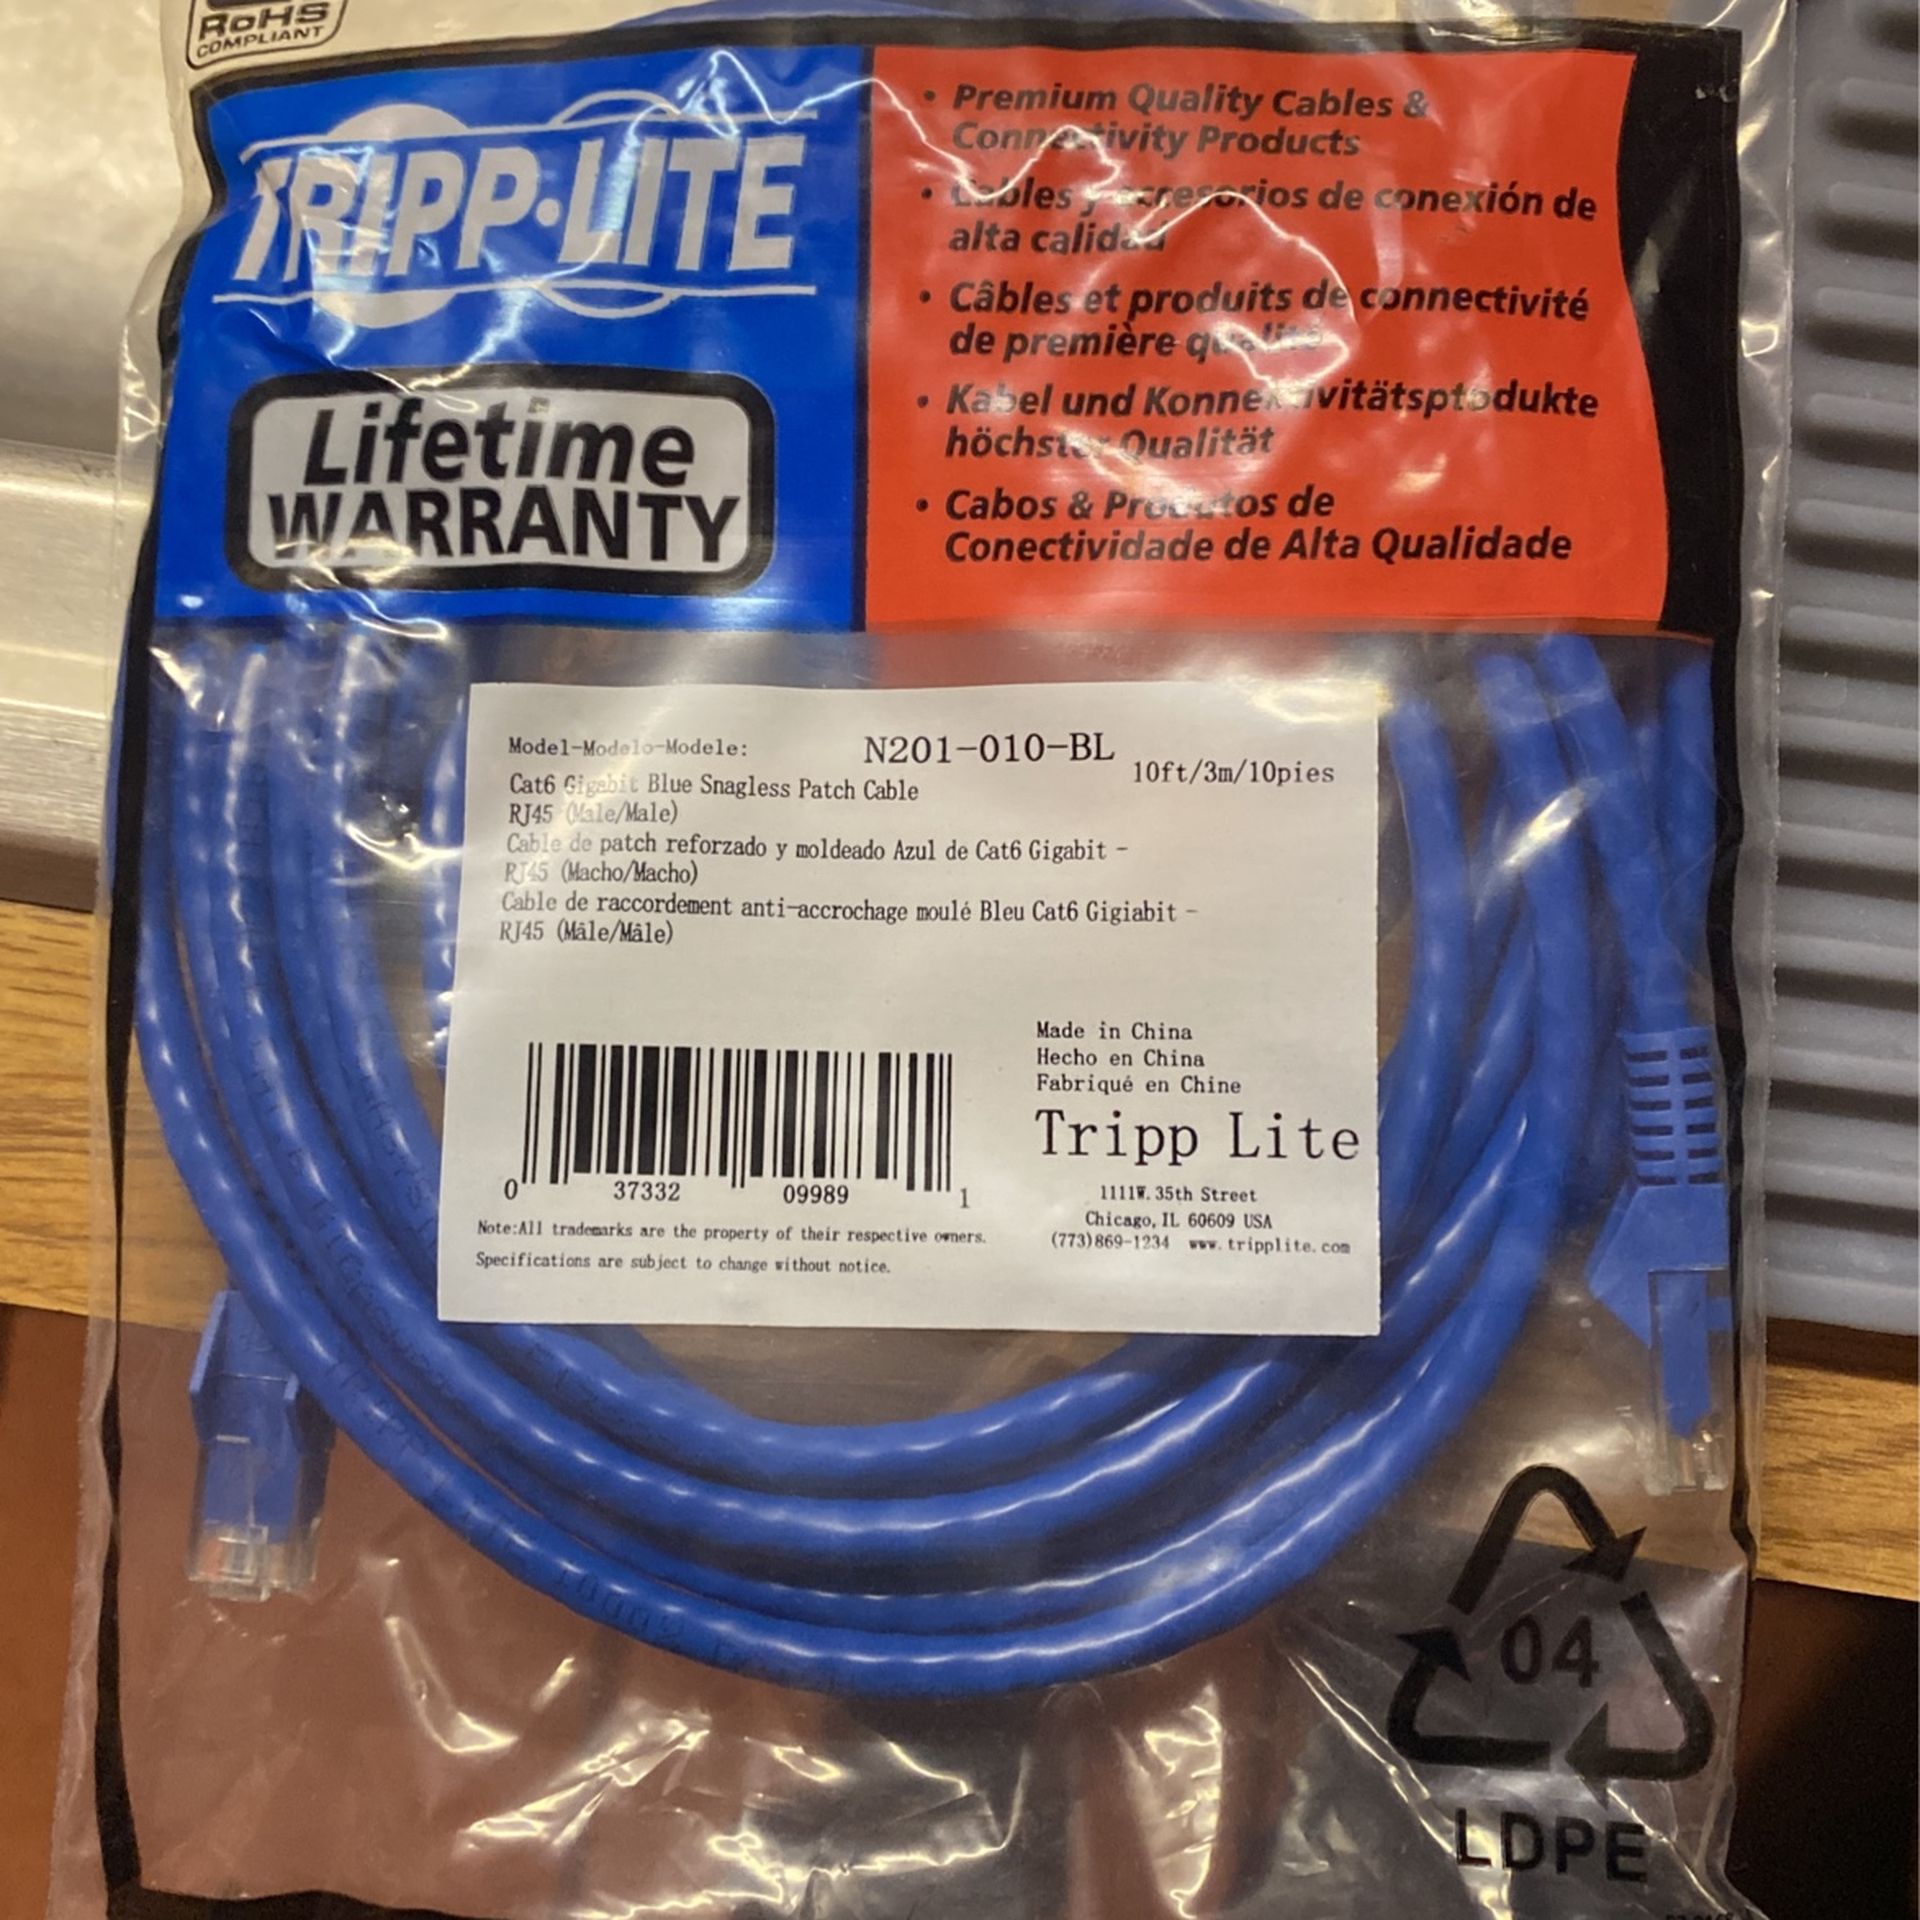 RoHS
COMPLIANT
TRIPP·LITE
Lifetime
WARRANTY
• Premium Quality Cables &
Connectivity Products
• Cables y accesorios de conexión de
alta calidad
• Câbles et produits de connectivité
de première qualité
• Kabel und Konnektivitätsptodukte
höchster Qualität
• Cabos & Produtos de
Conectividade de Alta Qualidade
Model-Modelo-Modele: N201-010-BL
10ft/3m/10pies
Cat6 Gigabit Blue Snagless Patch Cable
RJ45 (Male/Male)
Cable de patch reforzado y moldeado Azul de Cat6 Gigabit -
RJ45 (Macho/Macho)
Cable de raccordement anti-accrochage moulé Bleu Cat6 Gigiabit -
RJ45 (Mâle/Mâle)
Made in China
Hecho en China
Fabriqué en Chine
Tripp Lite
1111W. 35th Street
Chicago, IL 60609 USA
(773)869-1234 www.tripplite.com
0 37332 09989 1
Note:All trademarks are the property of their respective owners.
Specifications are subject to change without notice.
04
LDPE